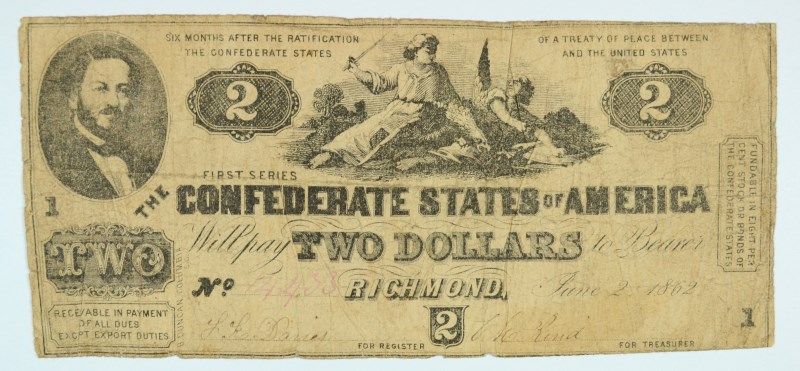 SIX MONTHS AFTER THE RATIFICATION OF A TREATY OF PEACE BETWEEN
THE CONFEDERATE STATES AND THE UNITED STATES
2 2
FIRST SERIES
THE CONFEDERATE STATES OF AMERICA
1
Will pay TWO DOLLARS to Bearer
TWO
No
RICHMOND, June 2 1862
RECEIVABLE IN PAYMENT
OF ALL DUES
EXCPT EXPORT DUTIES
2
FOR REGISTER
FOR TREASURER
1
FUNDABLE IN EIGHT PER
CENT STOCK OR BONDS OF
THE CONFEDERATE STATES